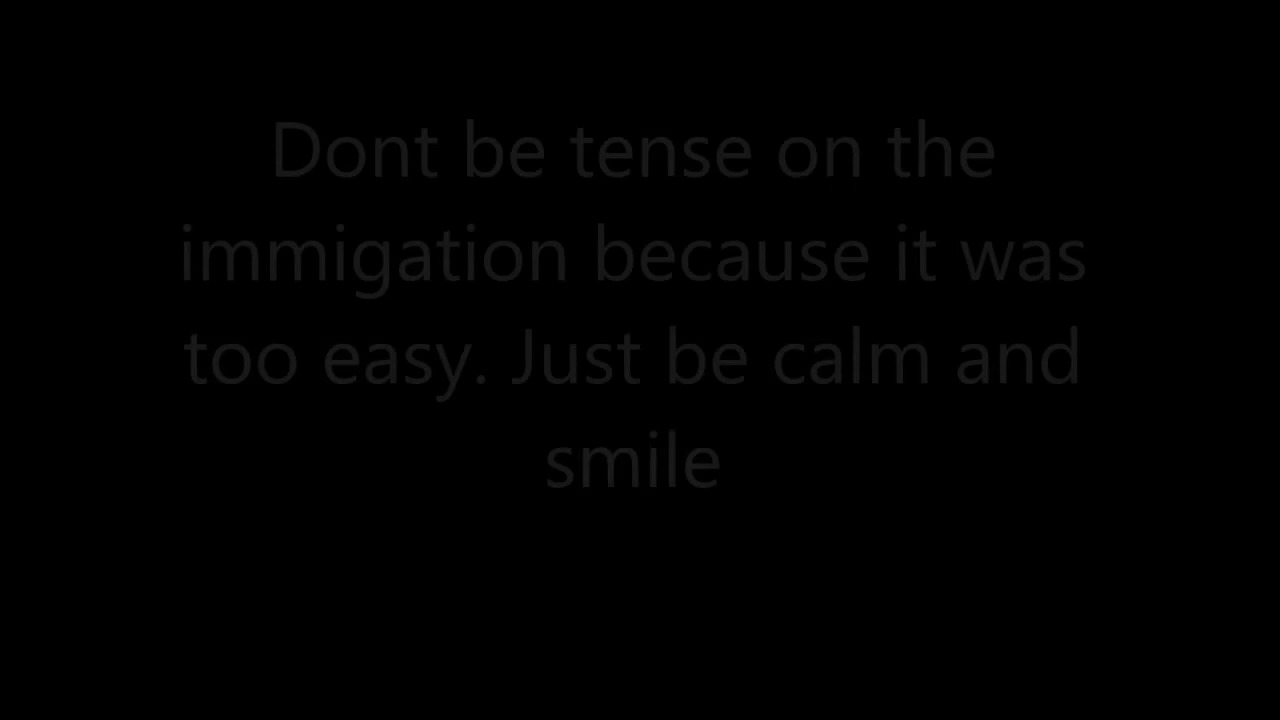 Dont be tense on the
immigation because it was
too easy. Just be calm and
smile